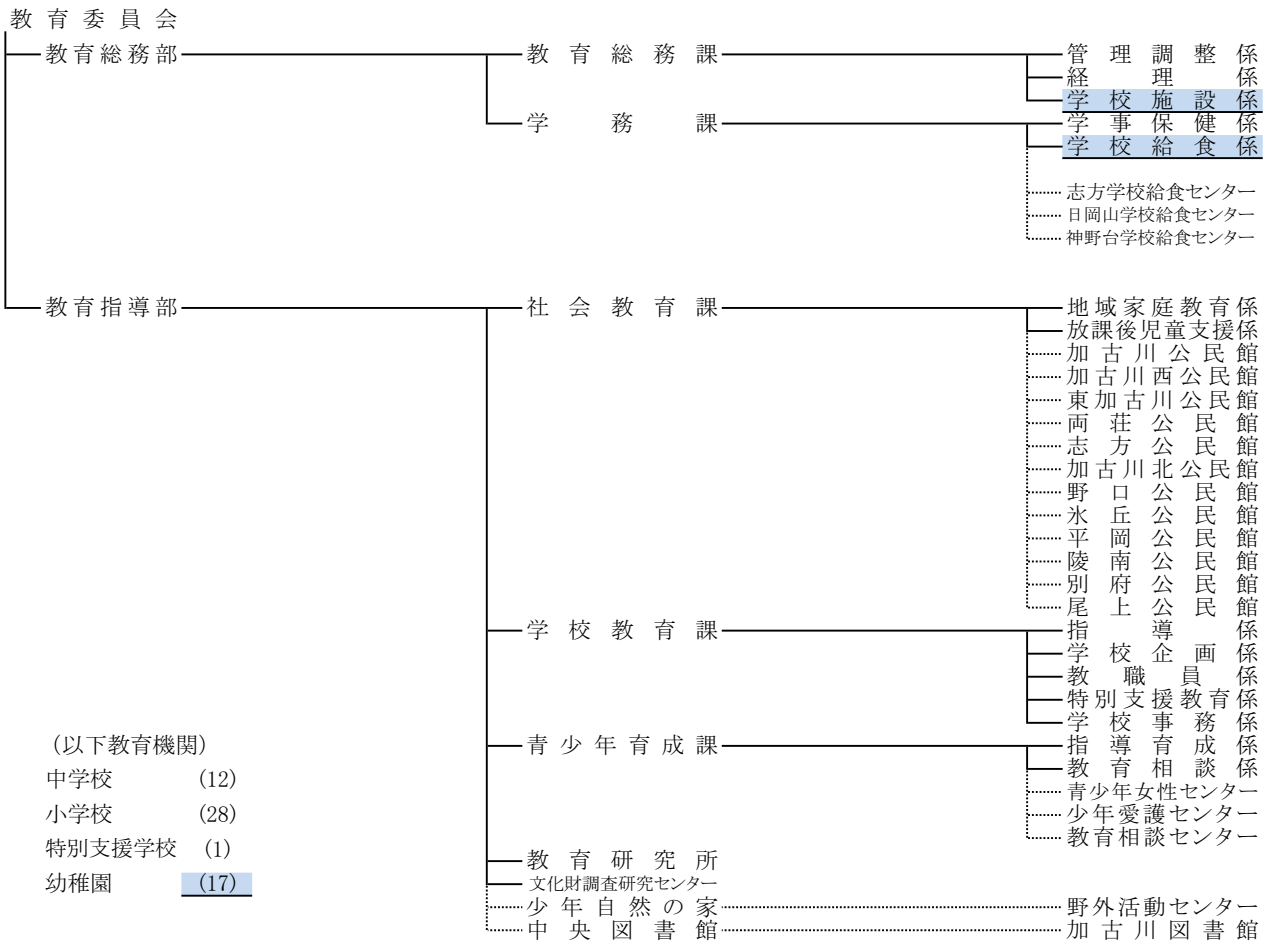 教育委員会
教育総務部 教育総務課 管理調整係
経理係
学校施設係
学務課 学事保健係
学校給食係
志方学校給食センター
日岡山学校給食センター
神野台学校給食センター
教育指導部 社会教育課 地域家庭教育係
放課後児童支援係
加古川公民館
加古川西公民館
東加古川公民館
両荘公民館
志方公民館
加古川北公民館
野口公民館
氷丘公民館
平岡公民館
陵南公民館
別府公民館
尾上公民館
学校教育課 指導係
学校企画係
教職員係
特別支援教育係
学校事務係
青少年育成課 指導育成係
教育相談係
青少年女性センター
少年愛護センター
教育相談センター
教育研究所
文化財調査研究センター
少年自然の家 野外活動センター
中央図書館 加古川図書館
（以下教育機関）
中学校 (12)
小学校 (28)
特別支援学校 (1)
幼稚園 (17)